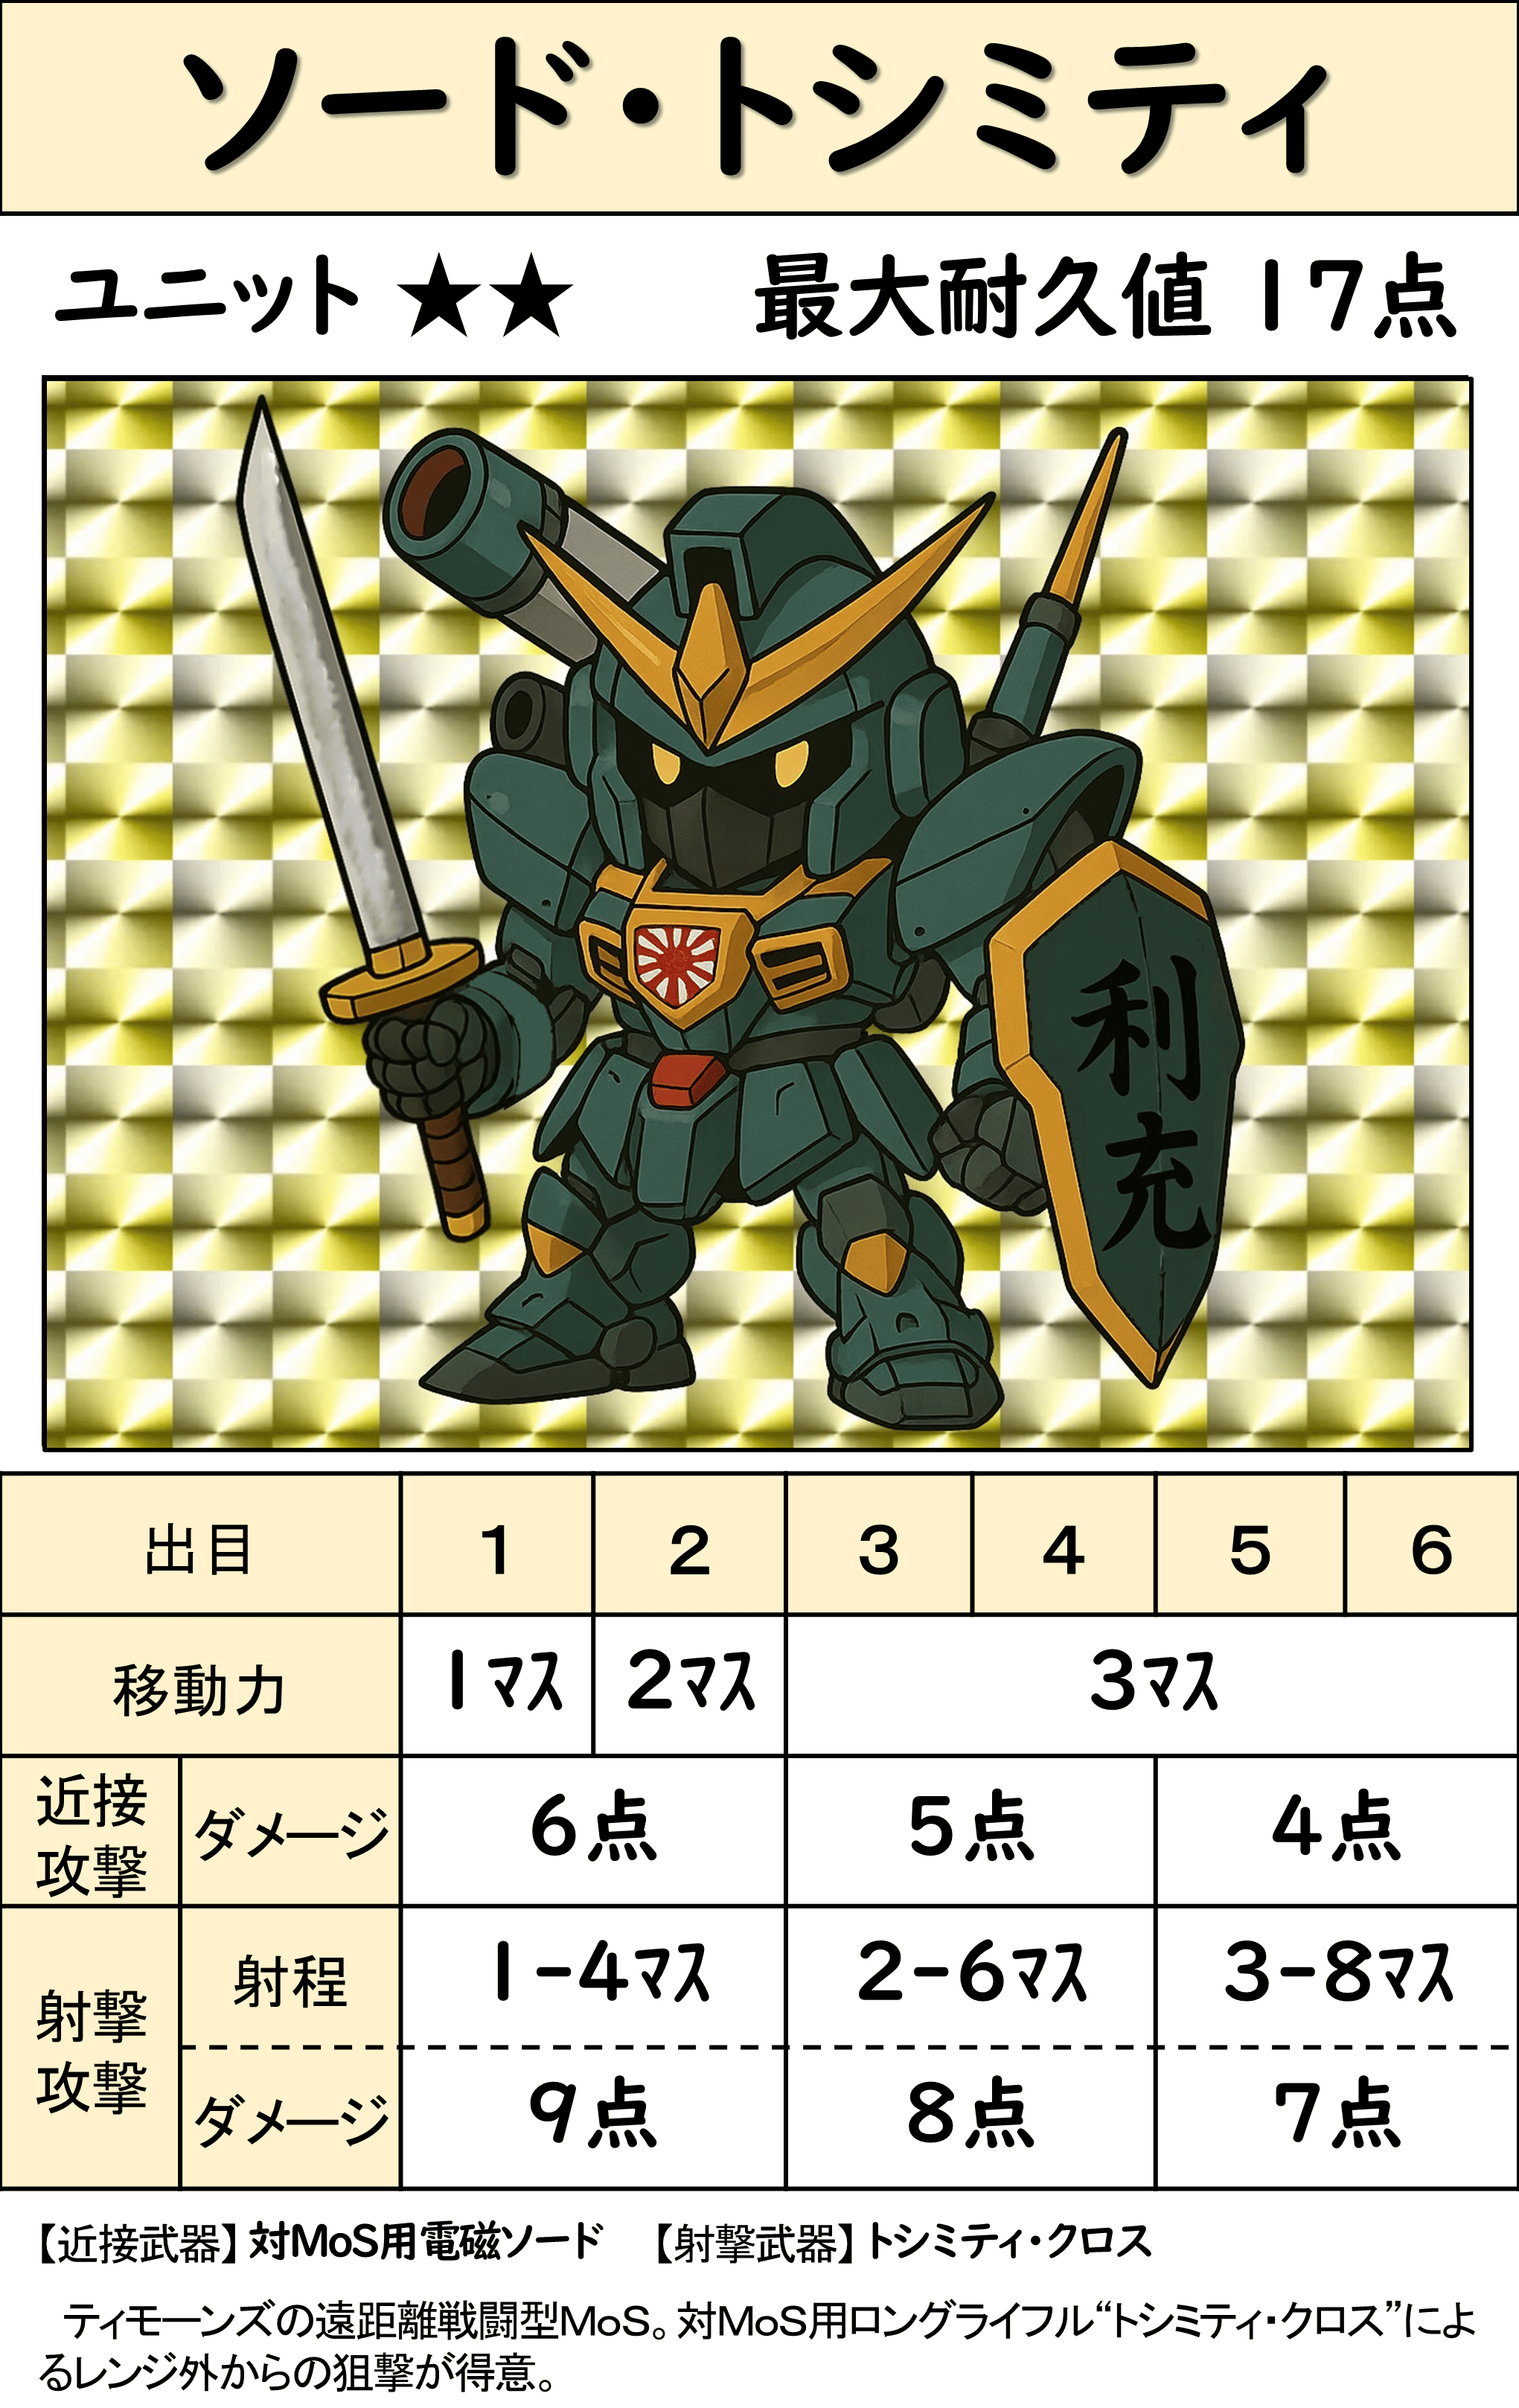 ソード・トシミティ
ユニット ★★ 最大耐久値 17点
利充
出目 1 2 3 4 5 6
移動力 1マス 2マス 3マス
近接攻撃 ダメージ 6点 5点 4点
射撃攻撃 射程 1-4マス 2-6マス 3-8マス
ダメージ 9点 8点 7点
【近接武器】対MoS用電磁ソード 【射撃武器】トシミティ・クロス
ティモーンズの遠距離戦闘型MoS。対MoS用ロングライフル“トシミティ・クロス”によ
るレンジ外からの狙撃が得意。